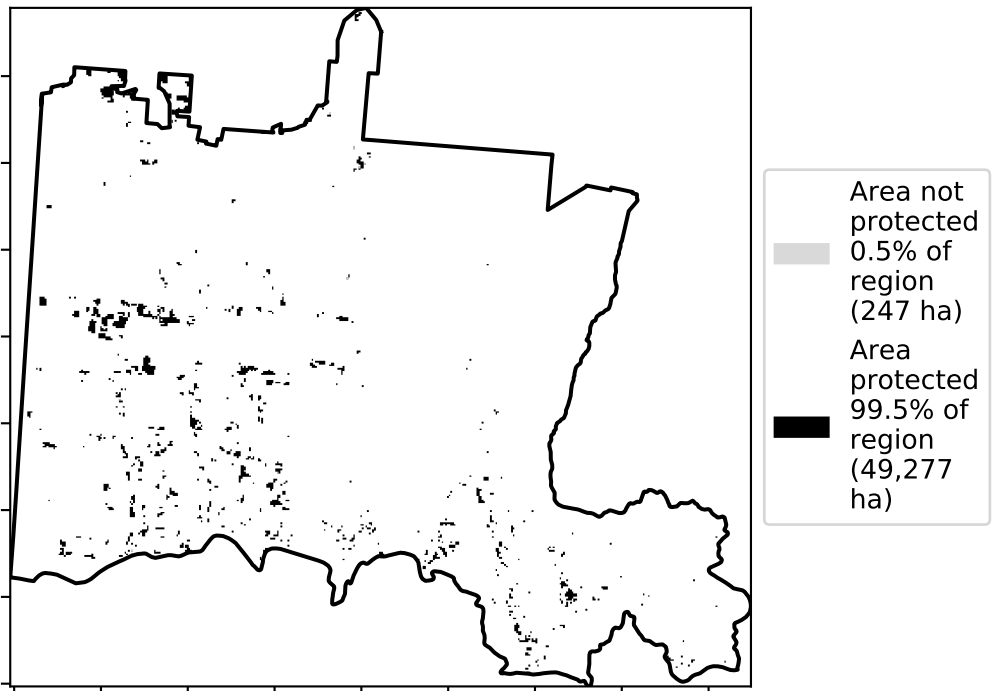 Area not
protected
0.5% of
region
(247 ha)
Area
protected
99.5% of
region
(49,277
ha)